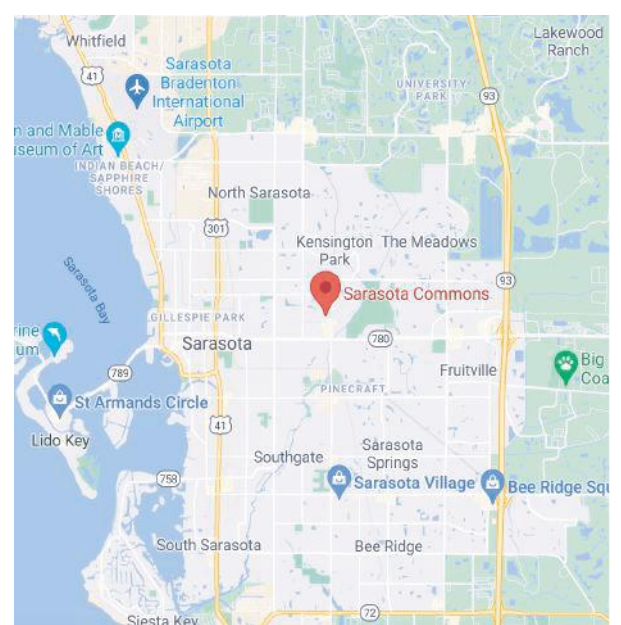 Whitfield
Lakewood
Ranch
41
Sarasota
Bradenton
International
Airport
UNIVERSITY
PARK
93
n and Mable
useum of Art
INDIAN BEACH/
SAPPHIRE
SHORES
North Sarasota
301
Kensington
Park
The Meadows
Sarasota Bay
93
Sarasota Commons
GILLESPIE PARK
rine
um
Sarasota
780
Big
Coa
789
Fruitville
PINECRAFT
St Armands Circle
41
Lido Key
Sarasota
Springs
Southgate
758
Sarasota Village
Bee Ridge Squ
South Sarasota
Bee Ridge
72
Siesta Key